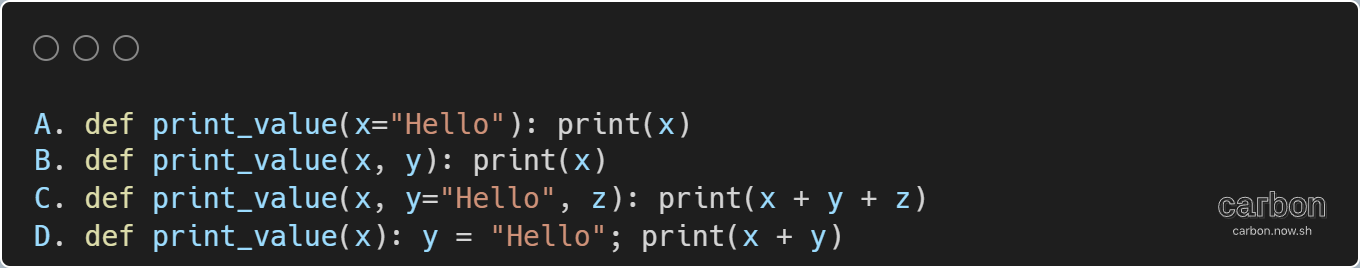 A. def print_value(x="Hello"): print(x)
B. def print_value(x, y): print(x)
C. def print_value(x, y="Hello", z): print(x + y + z)
D. def print_value(x): y = "Hello"; print(x + y)
carbon
carbon.now.sh